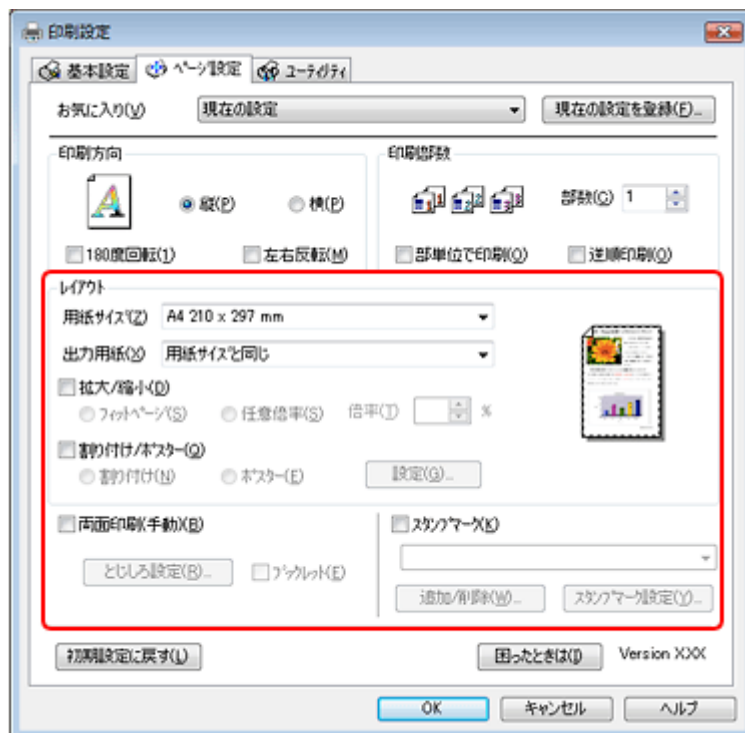 印刷設定
基本設定 ページ設定 ユーティリティ
お気に入り(V) 現在の設定 現在の設定を登録(F)...
印刷方向
縦(P) 横(P)
180度回転(1) 左右反転(M)
印刷部数
部数(C) 1
部単位で印刷(O) 逆順印刷(O)
レイアウト
用紙サイズ(Z) A4 210 x 297 mm
出力用紙(X) 用紙サイズと同じ
拡大/縮小(D)
フィットページ(S) 任意倍率(S) 倍率(T) %
割り付け/ポスター(Q)
割り付け(N) ポスター(E) 設定(G)...
両面印刷(手動)(B)
とじしろ設定(R)... ブックレット(E)
スタンプマーク(K)
追加/削除(W)... スタンプマーク設定(Y)...
初期設定に戻す(L) 困ったときは(I) Version XXX
OK キャンセル ヘルプ